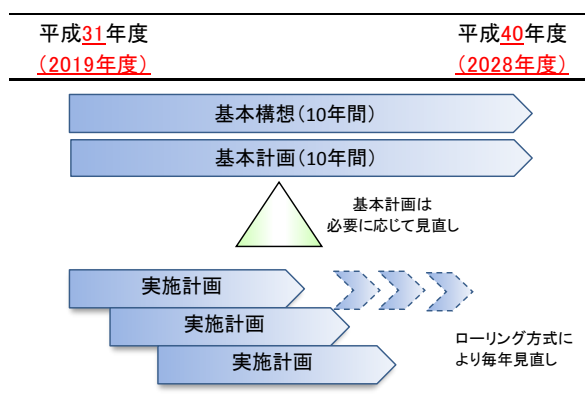 平成31年度
平成40年度
（2019年度）
（2028年度）
基本構想（10年間）
基本計画（10年間）
基本計画は
必要に応じて見直し
実施計画
実施計画
実施計画
ローリング方式に
より毎年見直し